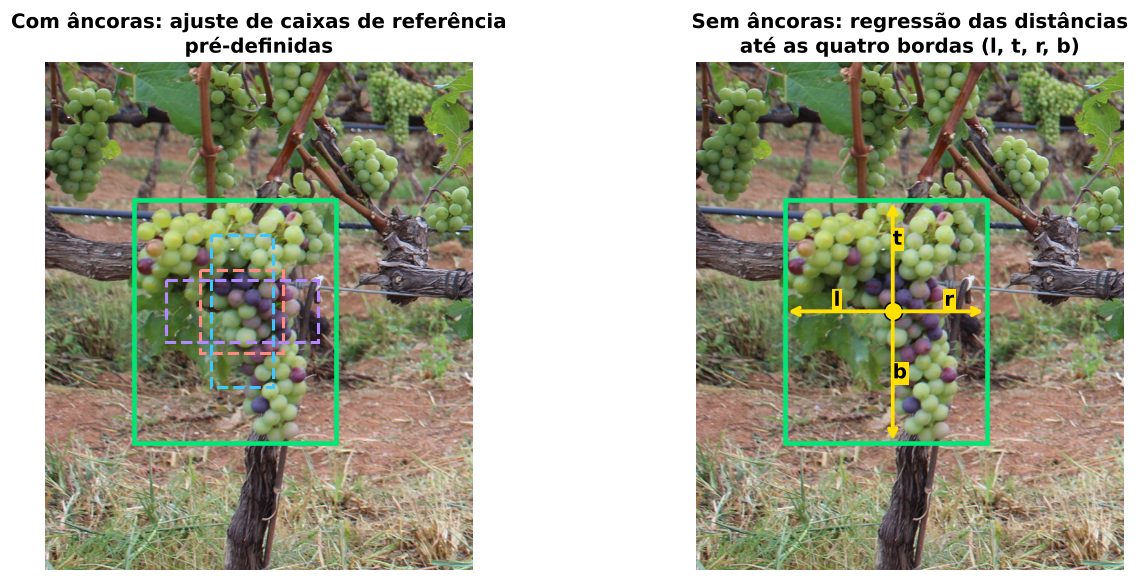 Com âncoras: ajuste de caixas de referência
pré-definidas
Sem âncoras: regressão das distâncias
até as quatro bordas (l, t, r, b)
t
l
r
b